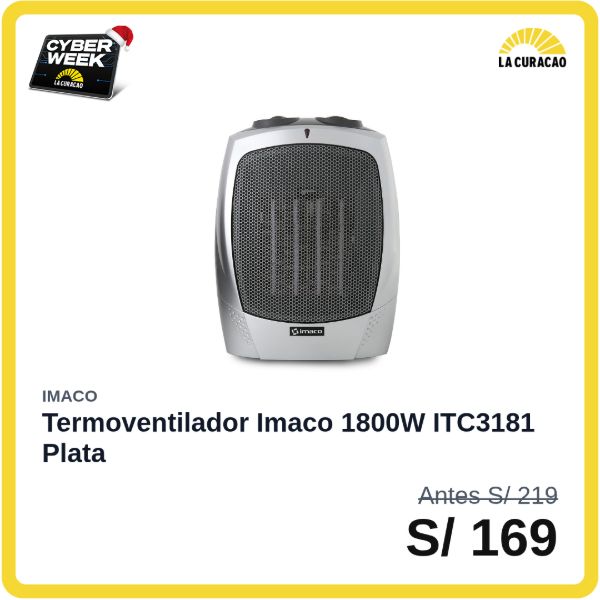 CYBER
WEEK
LA CURACAO
LA CURACAO
imaco
IMACO
Termoventilador Imaco 1800W ITC3181
Plata
Antes S/ 219
S/ 169